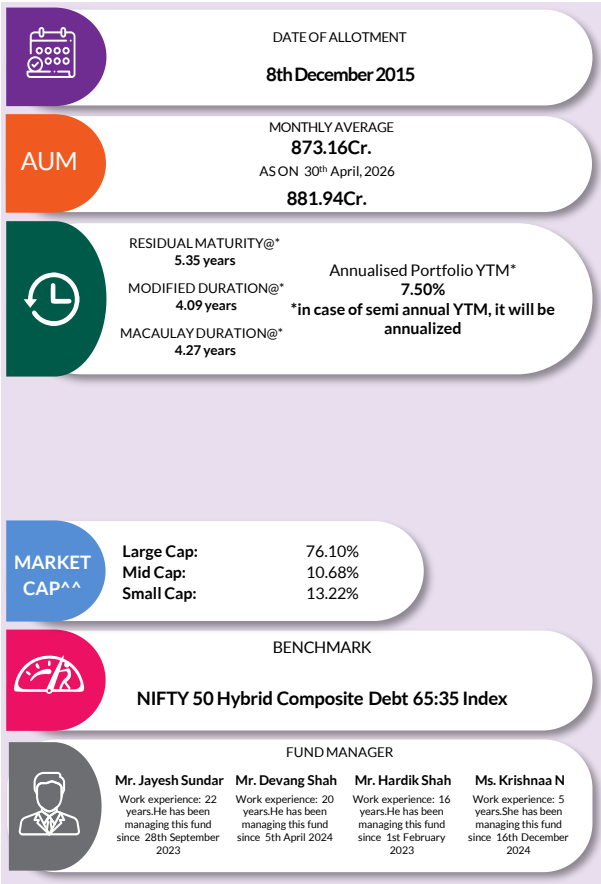 DATE OF ALLOTMENT
8th December 2015
AUM
MONTHLY AVERAGE
873.16Cr.
AS ON 30th April, 2026
881.94Cr.
RESIDUAL MATURITY@*
5.35 years
MODIFIED DURATION@*
4.09 years
MACAULAY DURATION@*
4.27 years
Annualised Portfolio YTM*
7.50%
*in case of semi annual YTM, it will be
annualized
MARKET
CAP^^
Large Cap: 76.10%
Mid Cap: 10.68%
Small Cap: 13.22%
BENCHMARK
NIFTY 50 Hybrid Composite Debt 65:35 Index
FUND MANAGER
Mr. Jayesh Sundar
Work experience: 22
years.He has been
managing this fund
since 28th September
2023
Mr. Devang Shah
Work experience: 20
years.He has been
managing this fund
since 5th April 2024
Mr. Hardik Shah
Work experience: 16
years.He has been
managing this fund
since 1st February
2023
Ms. Krishnaa N
Work experience: 5
years.She has been
managing this fund
since 16th December
2024